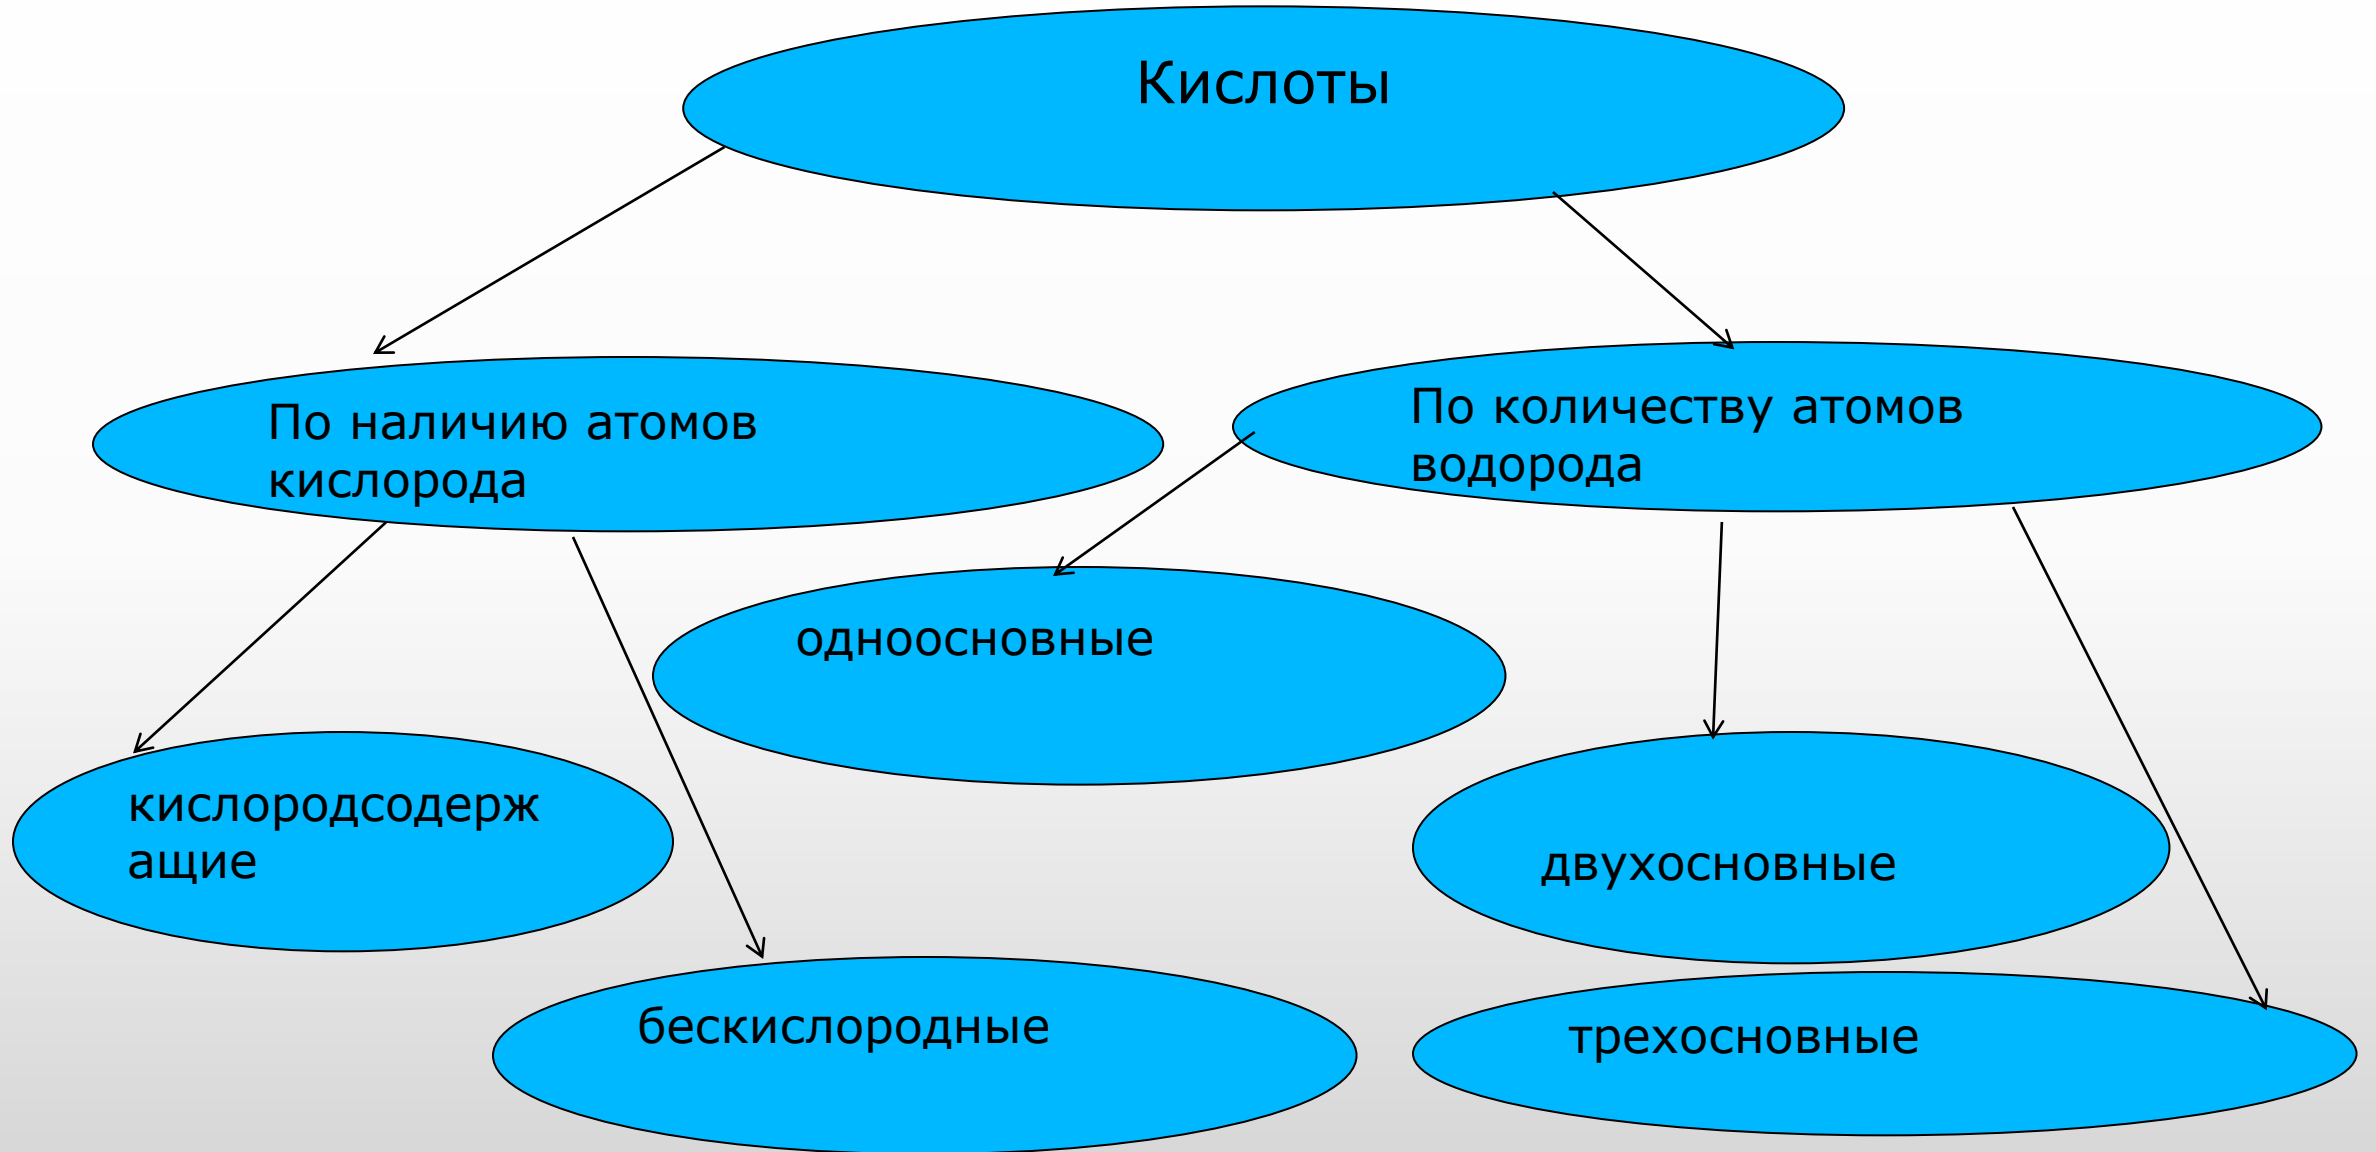 Кислоты
По наличию атомов
кислорода
По количеству атомов
водорода
одноосновные
кислородсодерж
ащие
двухосновные
бескислородные
трехосновные